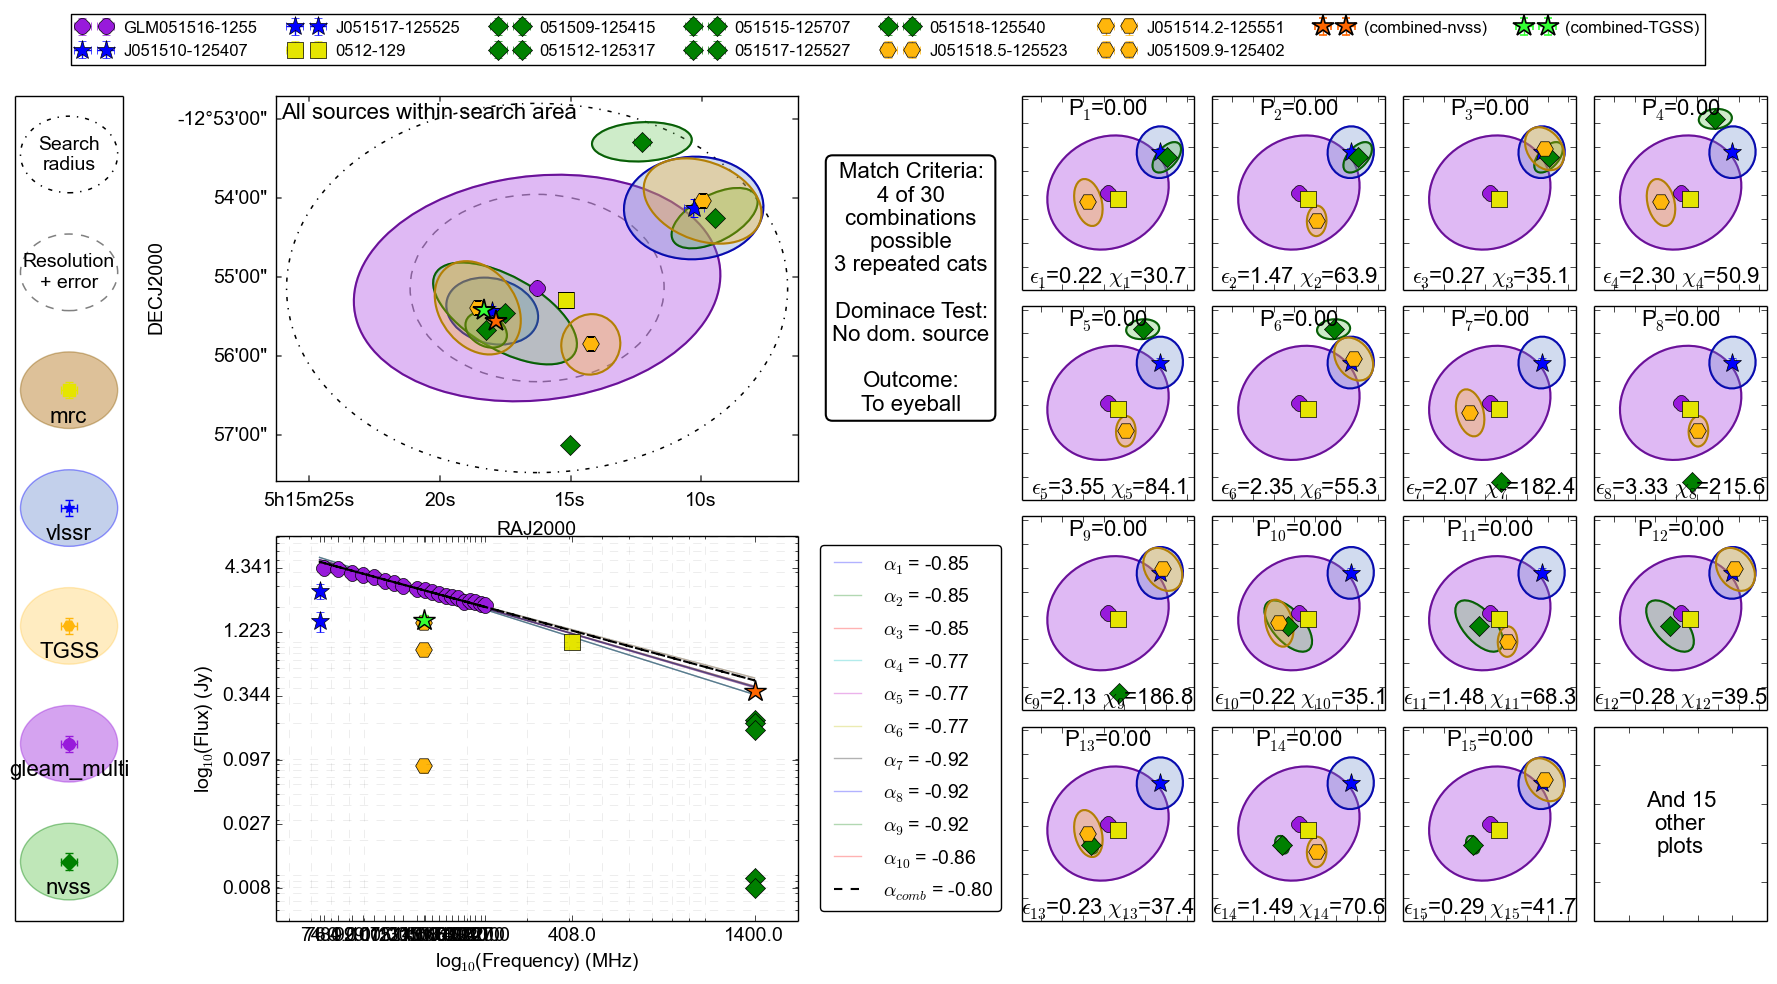 GLM051516-1255 J051517-125525 051509-125415 051515-125707 051518-125540 J051514.2-125551 (combined-nvss) (combined-TGSS)
J051510-125407 0512-129 051512-125317 051517-125527 J051518.5-125523 J051509.9-125402
Search
radius
Resolution
+ error
mrc
vlssr
TGSS
gleam_multi
nvss
All sources within search area
DECJ2000
-12°53'00"
54'00"
55'00"
56'00"
57'00"
5h15m25s 20s 15s 10s
RAJ2000
Match Criteria:
4 of 30
combinations
possible
3 repeated cats
Dominace Test:
No dom. source
Outcome:
To eyeball
log10(Flux) (Jy)
4.341
1.223
0.344
0.097
0.027
0.008
408.0 1400.0
log10(Frequency) (MHz)
α1 = -0.85
α2 = -0.85
α3 = -0.85
α4 = -0.77
α5 = -0.77
α6 = -0.77
α7 = -0.92
α8 = -0.92
α9 = -0.92
α10 = -0.86
αcomb = -0.80
P1=0.00 P2=0.00 P3=0.00 P4=0.00
ϵ1=0.22 χ1=30.7 ϵ2=1.47 χ2=63.9 ϵ3=0.27 χ3=35.1 ϵ4=2.30 χ4=50.9
P5=0.00 P6=0.00 P7=0.00 P8=0.00
ϵ5=3.55 χ5=84.1 ϵ6=2.35 χ6=55.3 ϵ7=2.07 χ7=182.4 ϵ8=3.33 χ8=215.6
P9=0.00 P10=0.00 P11=0.00 P12=0.00
ϵ9=2.13 χ9=186.8 ϵ10=0.22 χ10=35.1 ϵ11=1.48 χ11=68.3 ϵ12=0.28 χ12=39.5
P13=0.00 P14=0.00 P15=0.00
ϵ13=0.23 χ13=37.4 ϵ14=1.49 χ14=70.6 ϵ15=0.29 χ15=41.7
And 15
other
plots